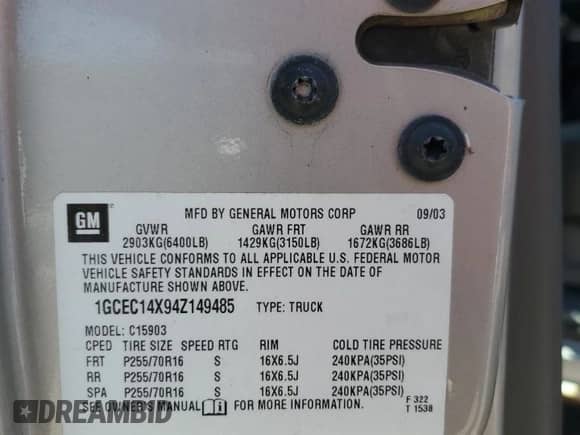 GM
MFD BY GENERAL MOTORS CORP 09/03
GVWR GAWR FRT GAWR RR
2903KG(6400LB) 1429KG(3150LB) 1672KG(3686LB)
THIS VEHICLE CONFORMS TO ALL APPLICABLE U.S. FEDERAL MOTOR
VEHICLE SAFETY STANDARDS IN EFFECT ON THE DATE OF
MANUFACTURE SHOWN ABOVE.
1GCEC14X94Z149485 TYPE: TRUCK
MODEL: C15903
CPED TIRE SIZE SPEED RTG RIM COLD TIRE PRESSURE
FRT P255/70R16 S 16X6.5J 240KPA(35PSI)
RR P255/70R16 S 16X6.5J 240KPA(35PSI)
SPA P255/70R16 S 16X6.5J 240KPA(35PSI)
SEE OWNER'S MANUAL FOR MORE INFORMATION. F 322
T 1538
DREAMBID